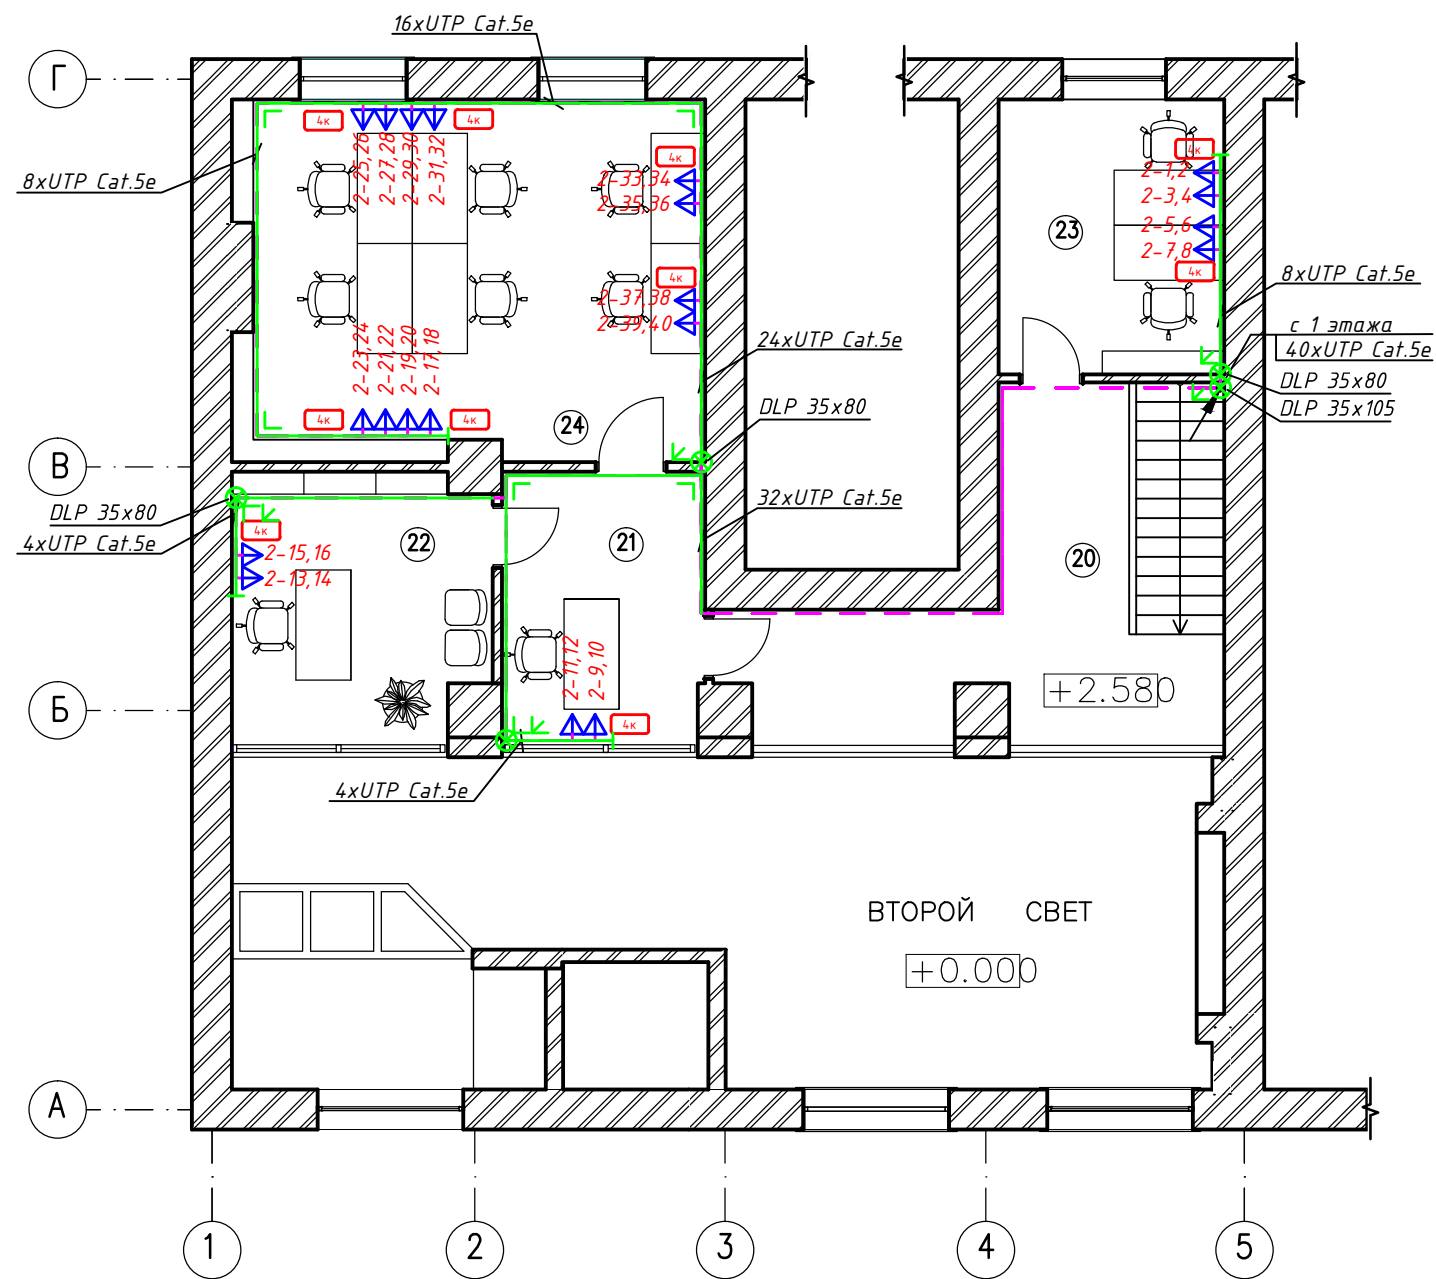 16xUTP Cat.5e
Г
4к
4к
2-25,26
2-27,28
2-29,30
2-31,32
8xUTP Cat.5e
4к
2-33,34
2-35,36
4к
2-37,38
2-39,40
4к
2-1,2
2-3,4
2-5,6
2-7,8
4к
23
8xUTP Cat.5e
с 1 этажа
40xUTP Cat.5e
DLP 35x80
DLP 35x105
24xUTP Cat.5e
DLP 35x80
2-23,24
2-21,22
2-19,20
2-17,18
4к
4к
24
В
DLP 35x80
4xUTP Cat.5e
4к
2-15,16
2-13,14
22
21
32xUTP Cat.5e
20
2-11,12
2-9,10
4к
+2.580
Б
4xUTP Cat.5e
ВТОРОЙ СВЕТ
+0.000
А
1
2
3
4
5